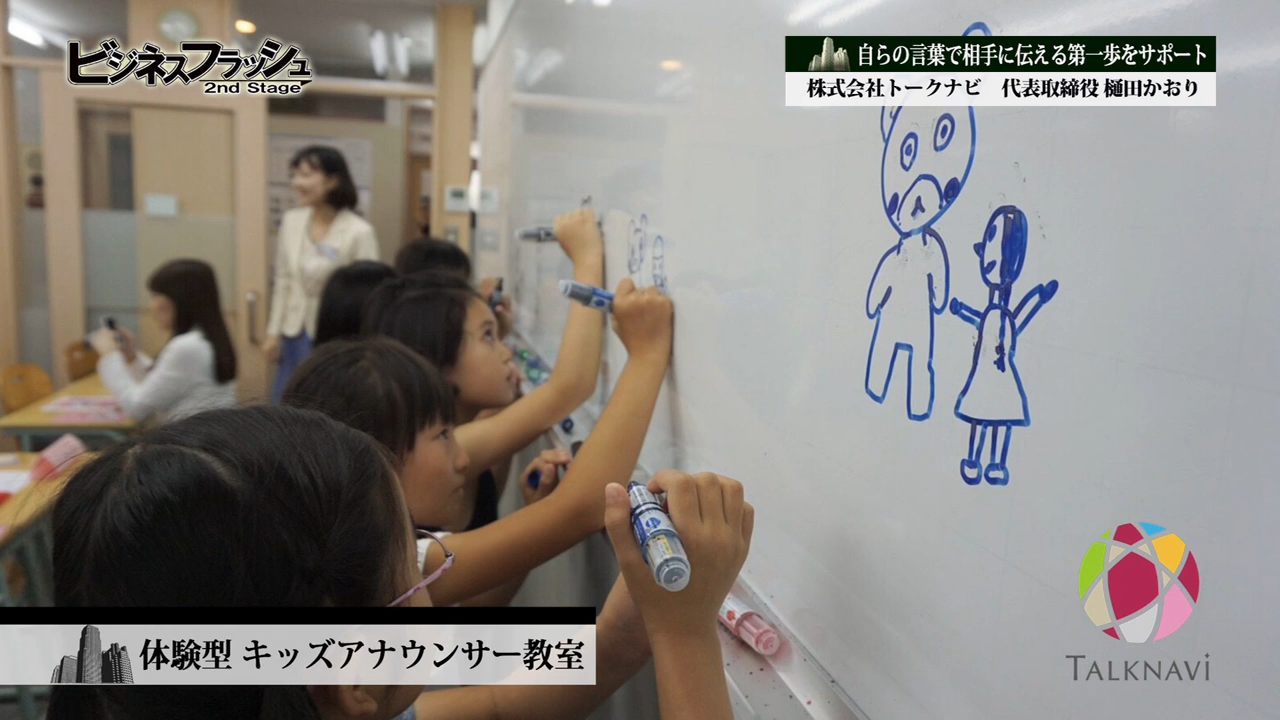 ビジネスフラッシュ
2nd Stage
自らの言葉で相手に伝える第一歩をサポート
株式会社トークナビ　代表取締役 樋田かおり
体験型 キッズアナウンサー教室
TALKNAVi